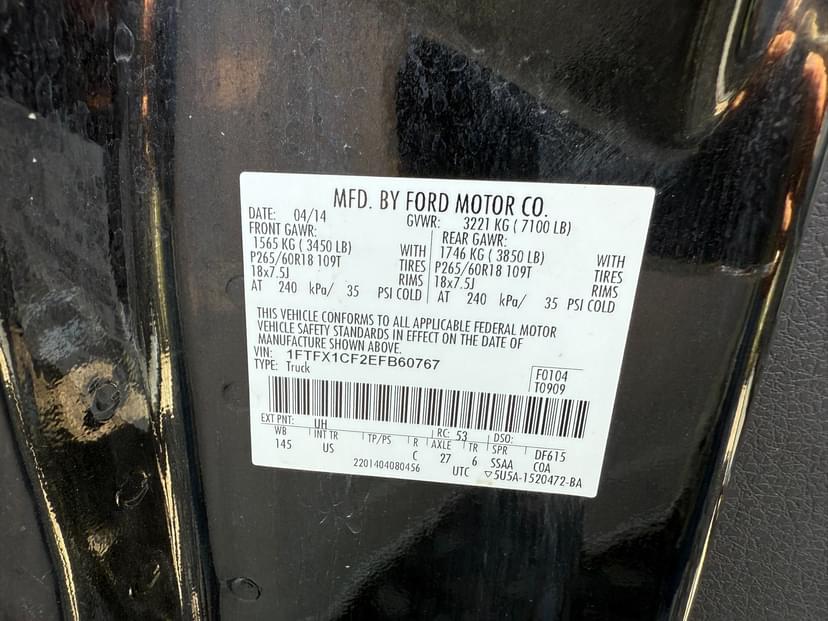 MFD. BY FORD MOTOR CO.
DATE: 04/14 GVWR: 3221 KG ( 7100 LB)
FRONT GAWR: REAR GAWR:
1565 KG ( 3450 LB) WITH 1746 KG ( 3850 LB) WITH
P265/60R18 109T TIRES P265/60R18 109T TIRES
18x7.5J RIMS 18x7.5J RIMS
AT 240 kPa/ 35 PSI COLD AT 240 kPa/ 35 PSI COLD
THIS VEHICLE CONFORMS TO ALL APPLICABLE FEDERAL MOTOR
VEHICLE SAFETY STANDARDS IN EFFECT ON THE DATE OF
MANUFACTURE SHOWN ABOVE.
VIN: 1FTFX1CF2EFB60767
TYPE: Truck
F0104
T0909
EXT PNT: UH RC: 53 DSO:
WB INT TR TP/PS R AXLE TR SPR DF615
145 US C 27 6 SSAA COA
2201404080456 UTC ▽5U5A-1520472-BA